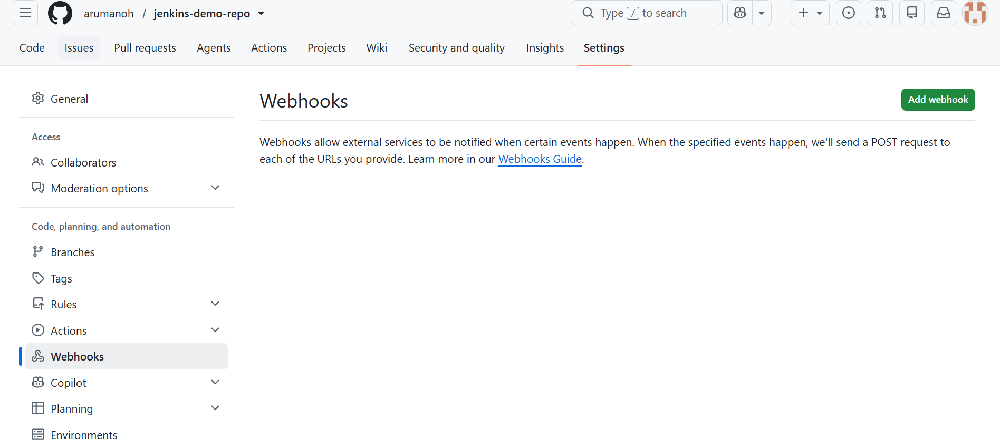 arumanoh / jenkins-demo-repo
Type / to search
Code Issues Pull requests Agents Actions Projects Wiki Security and quality Insights Settings
General
Access
Collaborators
Moderation options
Code, planning, and automation
Branches
Tags
Rules
Actions
Webhooks
Copilot
Planning
Environments
Webhooks
Add webhook
Webhooks allow external services to be notified when certain events happen. When the specified events happen, we'll send a POST request to
each of the URLs you provide. Learn more in our Webhooks Guide.